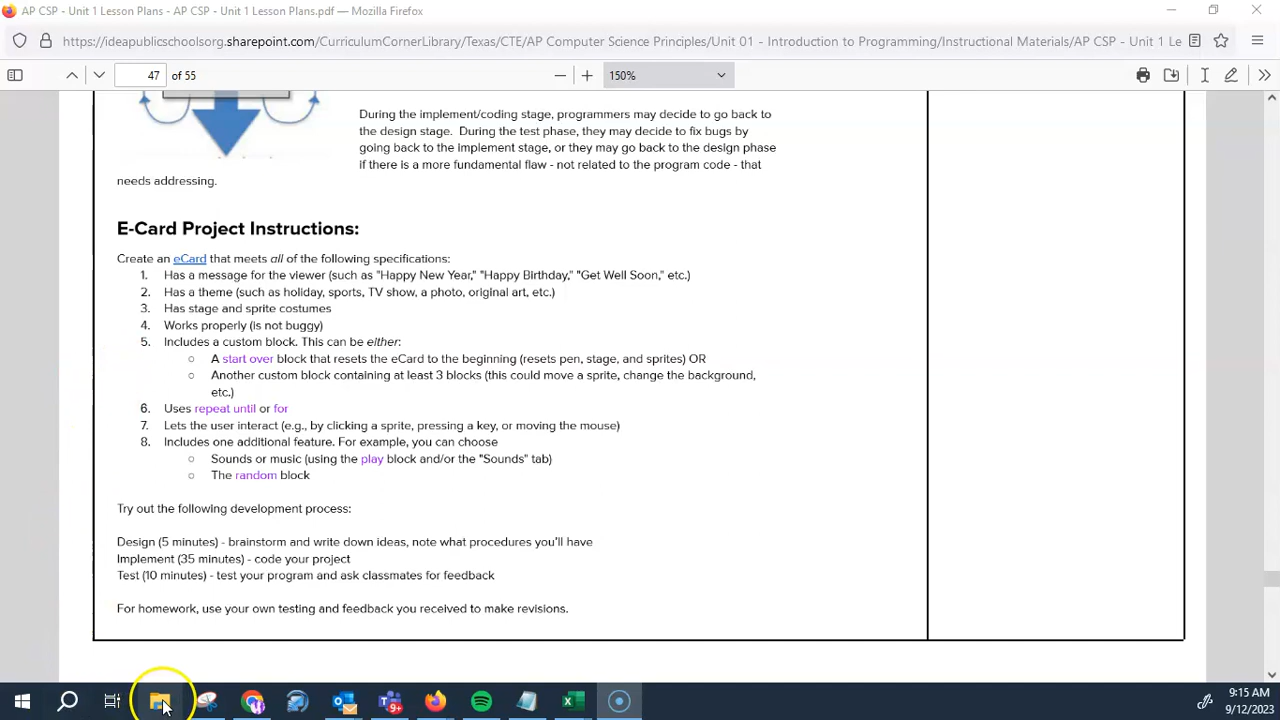 AP CSP - Unit 1 Lesson Plans - AP CSP - Unit 1 Lesson Plans.pdf — Mozilla Firefox
https://ideapublicschoolsorg.sharepoint.com/CurriculumCornerLibrary/Texas/CTE/AP Computer Science Principles/Unit 01 - Introduction to Programming/Instructional Materials/AP CSP - Unit 1 Le
47 of 55
150%
During the implement/coding stage, programmers may decide to go back to
the design stage. During the test phase, they may decide to fix bugs by
going back to the implement stage, or they may go back to the design phase
if there is a more fundamental flaw - not related to the program code - that
needs addressing.
E-Card Project Instructions:
Create an eCard that meets all of the following specifications:
1. Has a message for the viewer (such as "Happy New Year," "Happy Birthday," "Get Well Soon," etc.)
2. Has a theme (such as holiday, sports, TV show, a photo, original art, etc.)
3. Has stage and sprite costumes
4. Works properly (is not buggy)
5. Includes a custom block. This can be either:
○ A start over block that resets the eCard to the beginning (resets pen, stage, and sprites) OR
○ Another custom block containing at least 3 blocks (this could move a sprite, change the background,
etc.)
6. Uses repeat until or for
7. Lets the user interact (e.g., by clicking a sprite, pressing a key, or moving the mouse)
8. Includes one additional feature. For example, you can choose
○ Sounds or music (using the play block and/or the "Sounds" tab)
○ The random block
Try out the following development process:
Design (5 minutes) - brainstorm and write down ideas, note what procedures you'll have
Implement (35 minutes) - code your project
Test (10 minutes) - test your program and ask classmates for feedback
For homework, use your own testing and feedback you received to make revisions.
9+
9:15 AM
9/12/2023